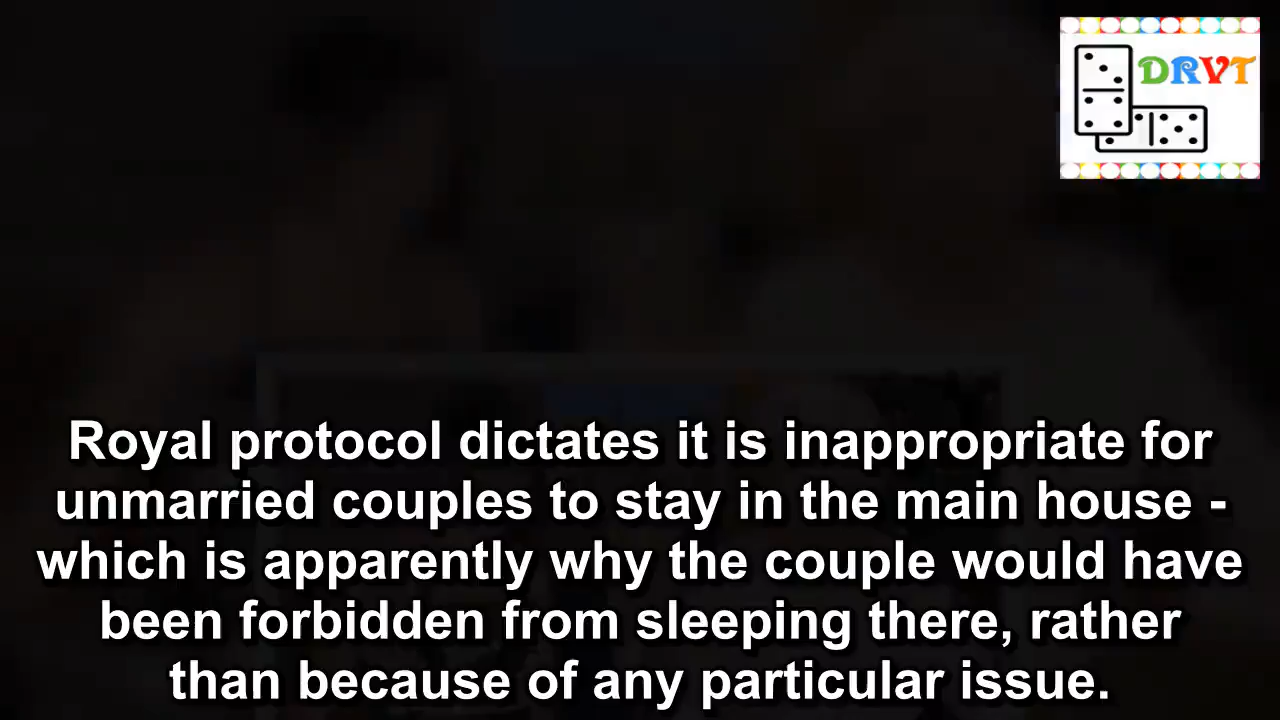 DRVT
Royal protocol dictates it is inappropriate for
unmarried couples to stay in the main house -
which is apparently why the couple would have
been forbidden from sleeping there, rather
than because of any particular issue.